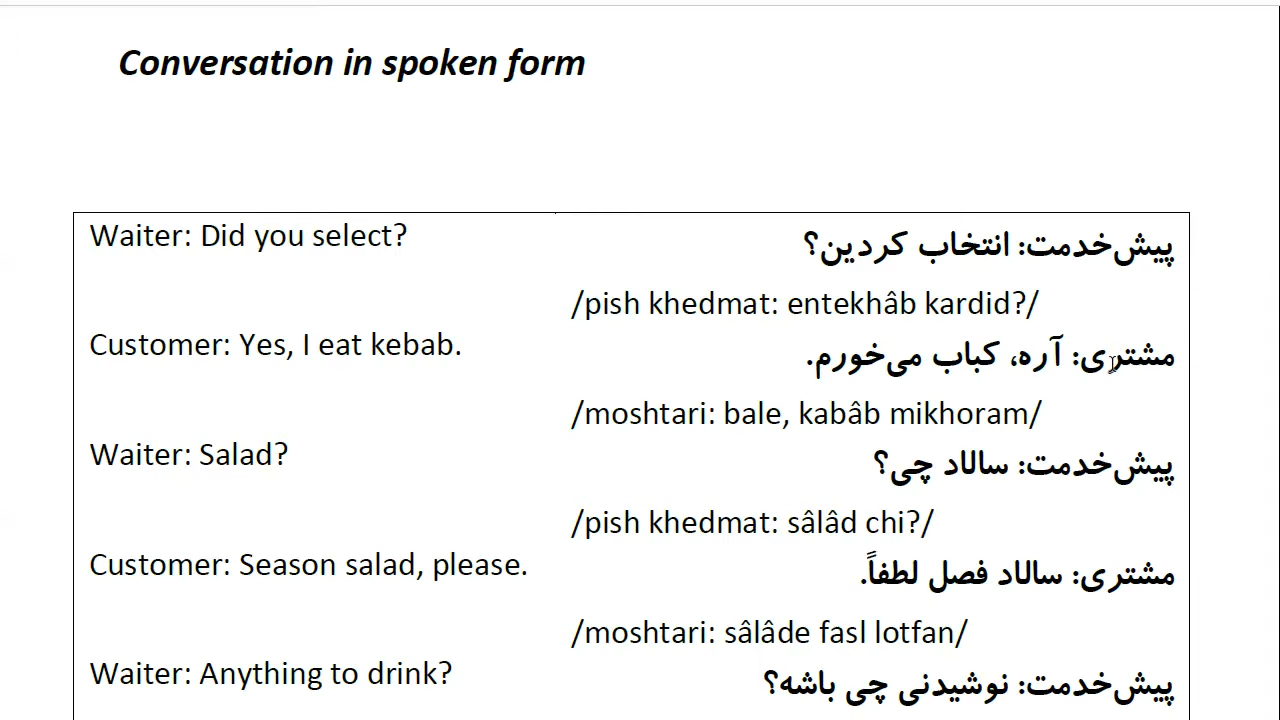 Conversation in spoken form
Waiter: Did you select?
پیش‌خدمت: انتخاب کردین؟
/pish khedmat: entekhâb kardid?/
Customer: Yes, I eat kebab.
مشتری: آره، کباب می‌خورم.
/moshtari: bale, kabâb mikhoram/
Waiter: Salad?
پیش‌خدمت: سالاد چی؟
/pish khedmat: sâlâd chi?/
Customer: Season salad, please.
مشتری: سالاد فصل لطفاً.
/moshtari: sâlâde fasl lotfan/
Waiter: Anything to drink?
پیش‌خدمت: نوشیدنی چی باشه؟